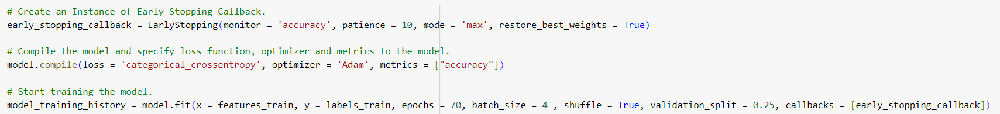 # Create an Instance of Early Stopping Callback.
early_stopping_callback = EarlyStopping(monitor = 'accuracy', patience = 10, mode = 'max', restore_best_weights = True)
# Compile the model and specify loss function, optimizer and metrics to the model.
model.compile(loss = 'categorical_crossentropy', optimizer = 'Adam', metrics = ["accuracy"])
# Start training the model.
model_training_history = model.fit(x = features_train, y = labels_train, epochs = 70, batch_size = 4 , shuffle = True, validation_split = 0.25, callbacks = [early_stopping_callback])